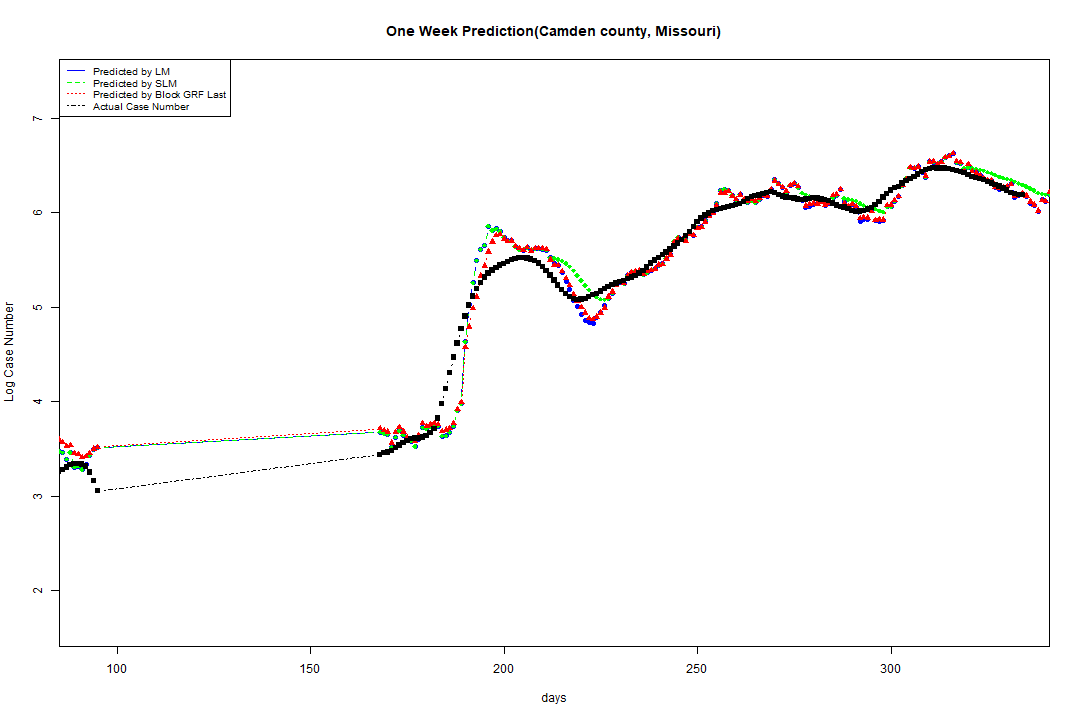 One Week Prediction(Camden county, Missouri)
Predicted by LM
Predicted by SLM
Predicted by Block GRF Last
Actual Case Number
7
6
5
4
3
2
Log Case Number
100 150 200 250 300
days